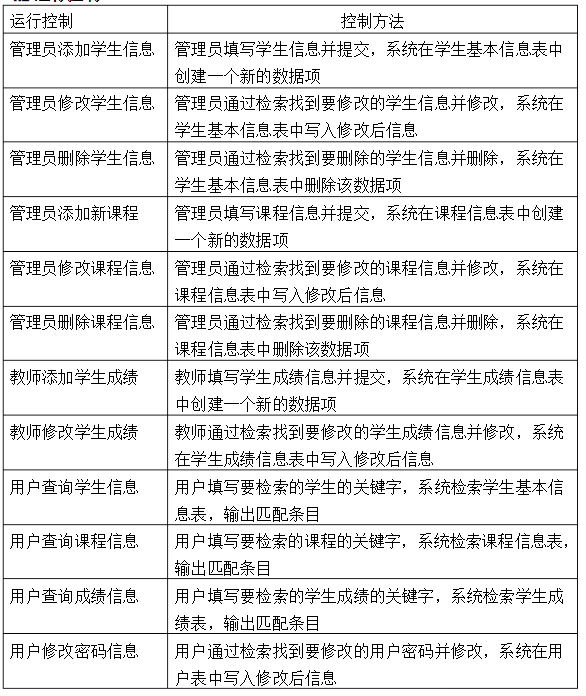 运行控制
控制方法
管理员添加学生信息
管理员填写学生信息并提交，系统在学生基本信息表中
创建一个新的数据项
管理员修改学生信息
管理员通过检索找到要修改的学生信息并修改，系统在
学生基本信息表中写入修改后信息
管理员删除学生信息
管理员通过检索找到要删除的学生信息并删除，系统在
学生基本信息表中删除该数据项
管理员添加新课程
管理员填写课程信息并提交，系统在课程信息表中创建
一个新的数据项
管理员修改课程信息
管理员通过检索找到要修改的课程信息并修改，系统在
课程信息表中写入修改后信息
管理员删除课程信息
管理员通过检索找到要删除的课程信息并删除，系统在
课程信息表中删除该数据项
教师添加学生成绩
教师填写学生成绩信息并提交，系统在学生成绩信息表
中创建一个新的数据项
教师修改学生成绩
教师通过检索找到要修改的学生成绩信息并修改，系统
在学生成绩信息表中写入修改后信息
用户查询学生信息
用户填写要检索的学生的关键字，系统检索学生基本信
息表，输出匹配条目
用户查询课程信息
用户填写要检索的课程的关键字，系统检索课程信息表，
输出匹配条目
用户查询成绩信息
用户填写要检索的学生成绩的关键字，系统检索学生成
绩表，输出匹配条目
用户修改密码信息
用户通过检索找到要修改的用户密码并修改，系统在用
户表中写入修改后信息